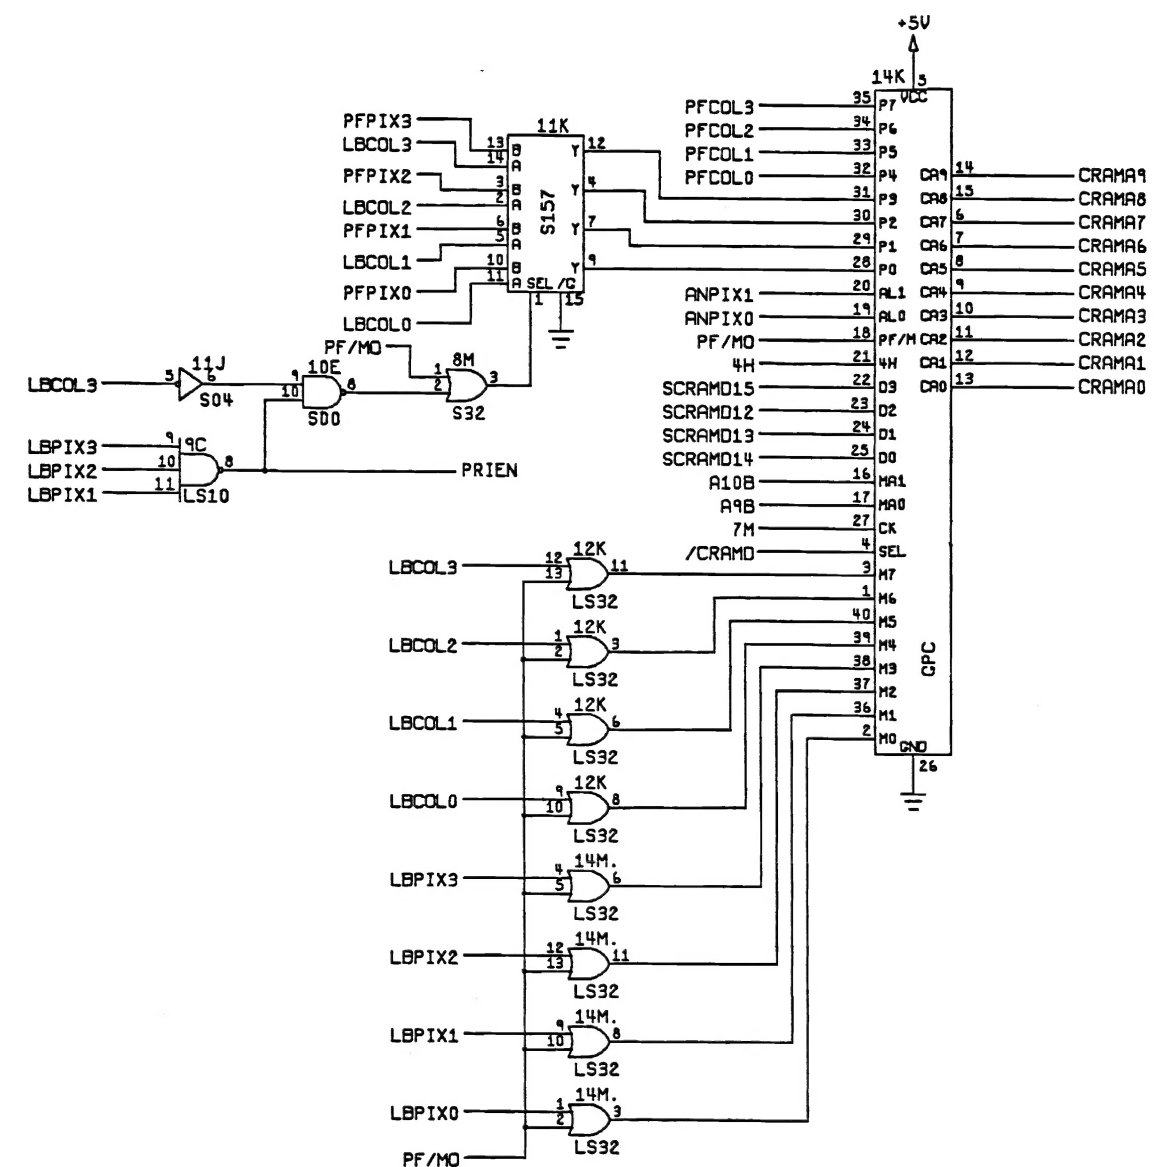 +5V
14K 5
VCC
PFPIX3
LBCOL3
PFPIX2
LBCOL2
PFPIX1
LBCOL1
PFPIX0
LBCOL0
11K
13 B Y 12
14 A
3 B Y 4
2 A
6 B Y 7
5 A
10 B Y 9
11 A
S157
SEL /G
1 15
PFCOL3 35 P7
PFCOL2 34 P6
PFCOL1 33 P5
PFCOL0 32 P4
31 P3
30 P2
29 P1
28 P0
ANPIX1 20 AL1
ANPIX0 19 AL0
PF/MO 18 PF/M
4H 21 4H
SCRAMD15 22 D3
SCRAMD12 23 D2
SCRAMD13 24 D1
SCRAMD14 25 D0
A10B 16 MA1
A9B 17 MA0
7M 27 CK
/CRAMD 4 SEL
3 M7
1 M6
40 M5
39 M4
38 M3
37 M2
36 M1
2 M0
GPC
GND
26
CA9 14 CRAMA9
CA8 15 CRAMA8
CA7 6 CRAMA7
CA6 7 CRAMA6
CA5 8 CRAMA5
CA4 9 CRAMA4
CA3 10 CRAMA3
CA2 11 CRAMA2
CA1 12 CRAMA1
CA0 13 CRAMA0
PF/MO
8M
1
2 3
S32
LBCOL3 5 11J 6
S04
10E
9
10 8
S00
LBPIX3 9 9C
LBPIX2 10 8
LBPIX1 11 LS10
PRIEN
12K
LBCOL3 12 11
13
LS32
12K
LBCOL2 1 3
2
LS32
12K
LBCOL1 4 6
5
LS32
12K
LBCOL0 9 8
10
LS32
14M.
LBPIX3 4 6
5
LS32
14M.
LBPIX2 12 11
13
LS32
14M.
LBPIX1 9 8
10
LS32
14M.
LBPIX0 1 3
2
LS32
PF/MO